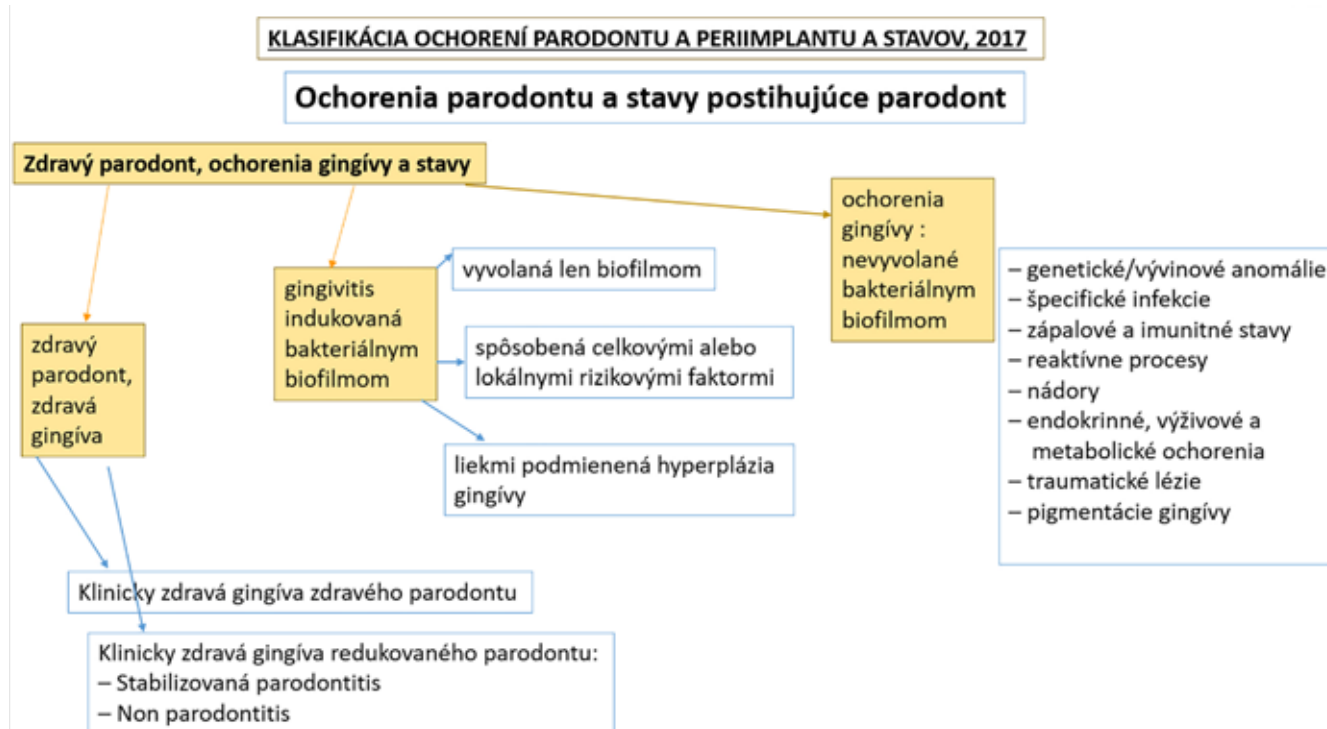 KLASIFIKÁCIA OCHORENÍ PARODONTU A PERIIMPLANTU A STAVOV, 2017
Ochorenia parodontu a stavy postihujúce parodont
Zdravý parodont, ochorenia gingívy a stavy
zdravý
parodont,
zdravá
gingíva
Klinicky zdravá gingíva zdravého parodontu
Klinicky zdravá gingíva redukovaného parodontu:
– Stabilizovaná parodontitis
– Non parodontitis
gingivitis
indukovaná
bakteriálnym
biofilmom
vyvolaná len biofilmom
spôsobená celkovými alebo
lokálnymi rizikovými faktormi
liekmi podmienená hyperplázia
gingívy
ochorenia
gingívy :
nevyvolané
bakteriálnym
biofilmom
– genetické/vývinové anomálie
– špecifické infekcie
– zápalové a imunitné stavy
– reaktívne procesy
– nádory
– endokrinné, výživové a
metabolické ochorenia
– traumatické lézie
– pigmentácie gingívy